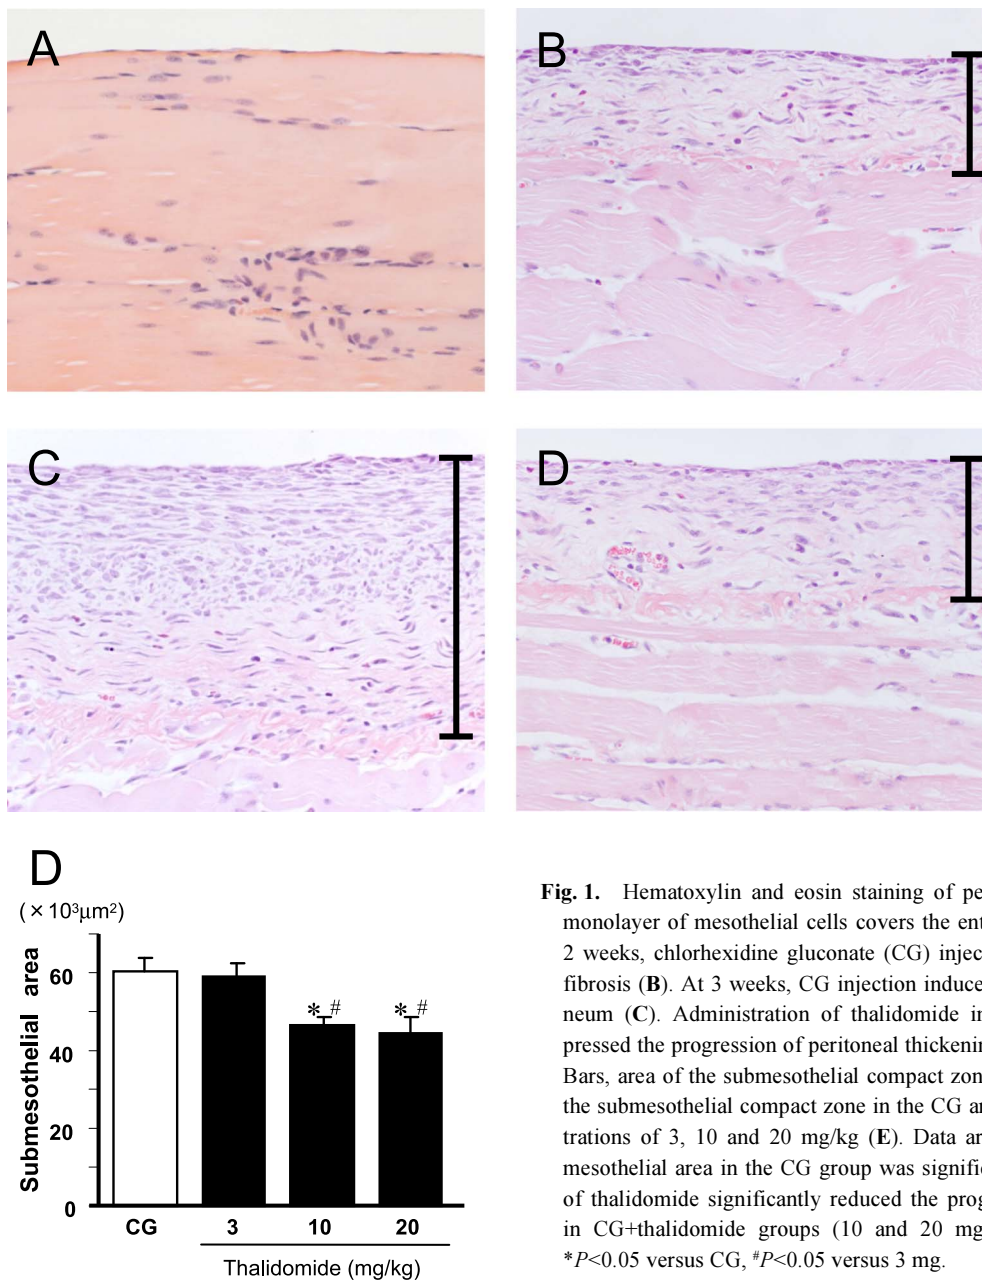 A
B
C
D
D
(×10³µm²)
Submesothelial area
60
40
20
0
CG
3
10
20
*
#
*
#
Thalidomide (mg/kg)
Fig. 1. Hematoxylin and eosin staining of pe
monolayer of mesothelial cells covers the ent
2 weeks, chlorhexidine gluconate (CG) injec
fibrosis (B). At 3 weeks, CG injection induce
neum (C). Administration of thalidomide in
pressed the progression of peritoneal thickenin
Bars, area of the submesothelial compact zon
the submesothelial compact zone in the CG an
trations of 3, 10 and 20 mg/kg (E). Data ar
mesothelial area in the CG group was signific
of thalidomide significantly reduced the prog
in CG+thalidomide groups (10 and 20 mg
*P<0.05 versus CG, #P<0.05 versus 3 mg.